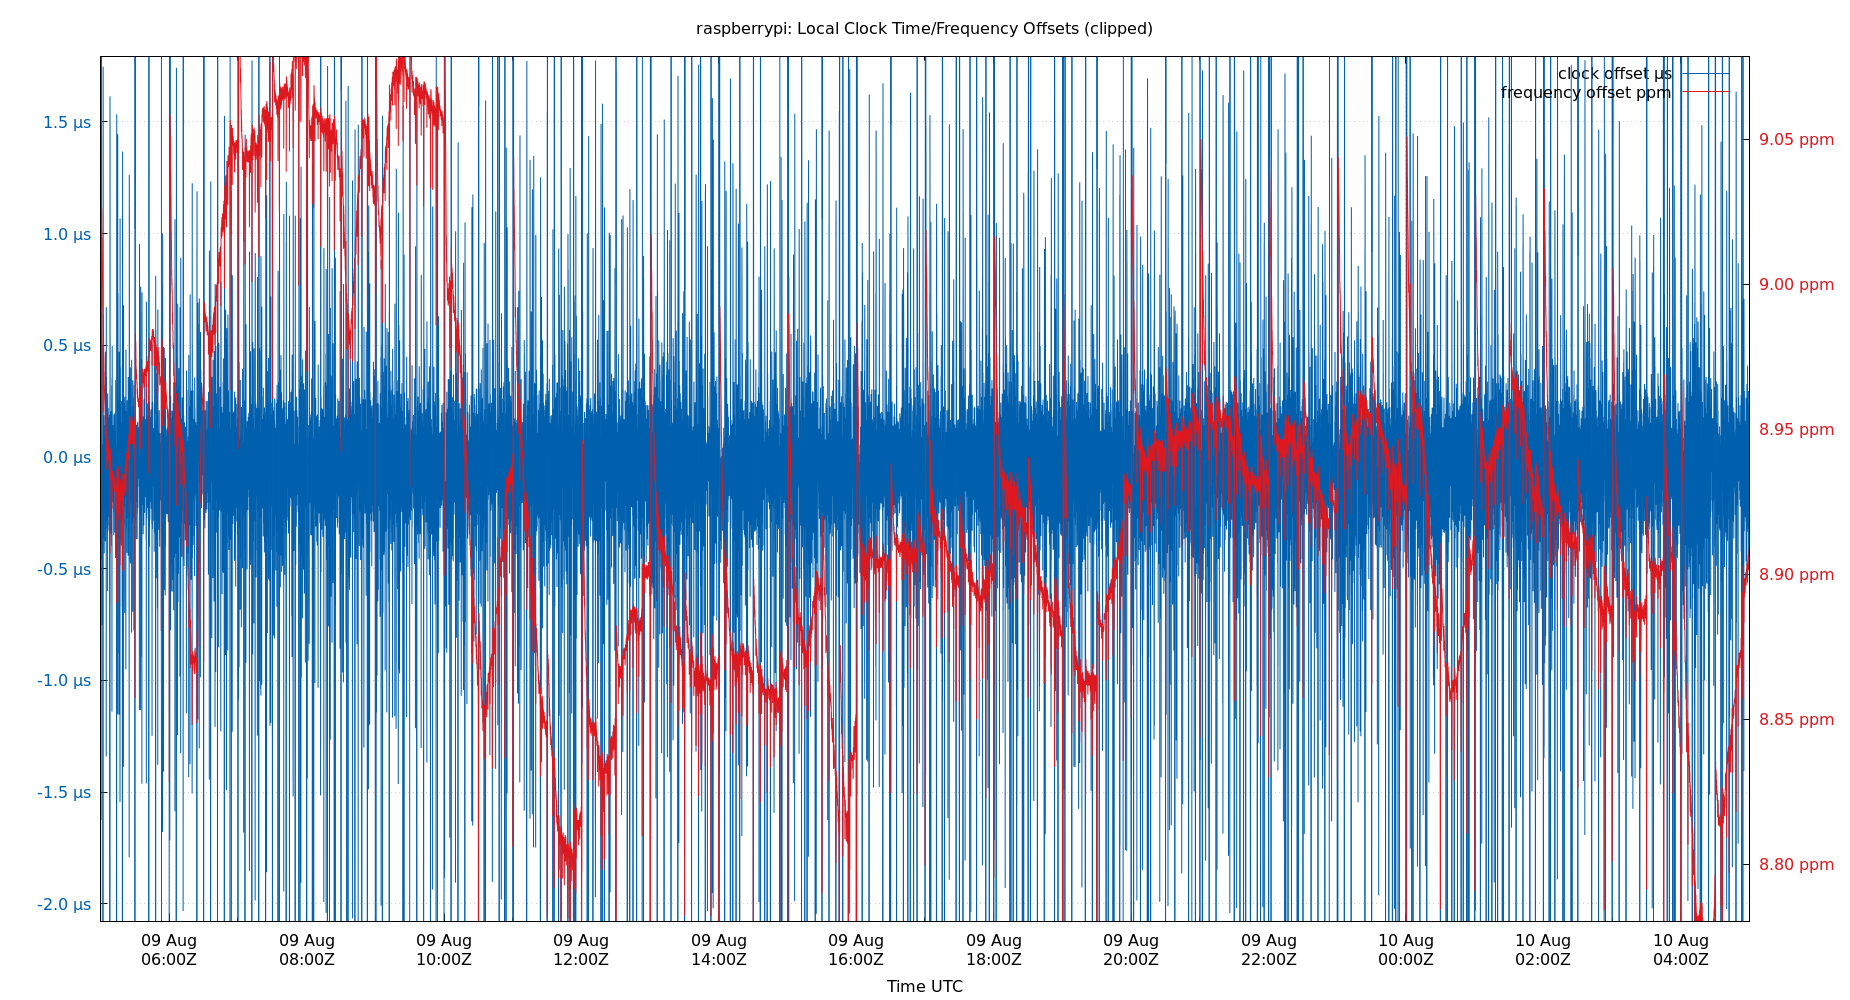 raspberrypi: Local Clock Time/Frequency Offsets (clipped)
clock offset µs
frequency offset ppm
1.5 µs
1.0 µs
0.5 µs
0.0 µs
-0.5 µs
-1.0 µs
-1.5 µs
-2.0 µs
9.05 ppm
9.00 ppm
8.95 ppm
8.90 ppm
8.85 ppm
8.80 ppm
09 Aug 09 Aug 09 Aug 09 Aug 09 Aug 09 Aug 09 Aug 09 Aug 09 Aug 10 Aug 10 Aug 10 Aug
06:00Z 08:00Z 10:00Z 12:00Z 14:00Z 16:00Z 18:00Z 20:00Z 22:00Z 00:00Z 02:00Z 04:00Z
Time UTC